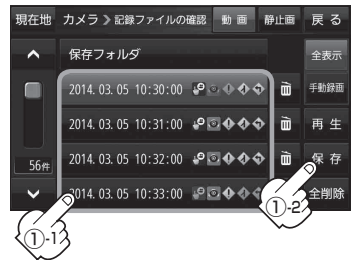 現在地 カメラ 》記録ファイルの確認 動 画 静止画 戻 る
保存フォルダ 全表示
2014. 03. 05 10:30:00 手動録画
2014. 03. 05 10:31:00 再 生
2014. 03. 05 10:32:00 保 存
56件
2014. 03. 05 10:33:00 全削除
①-1 ①-2